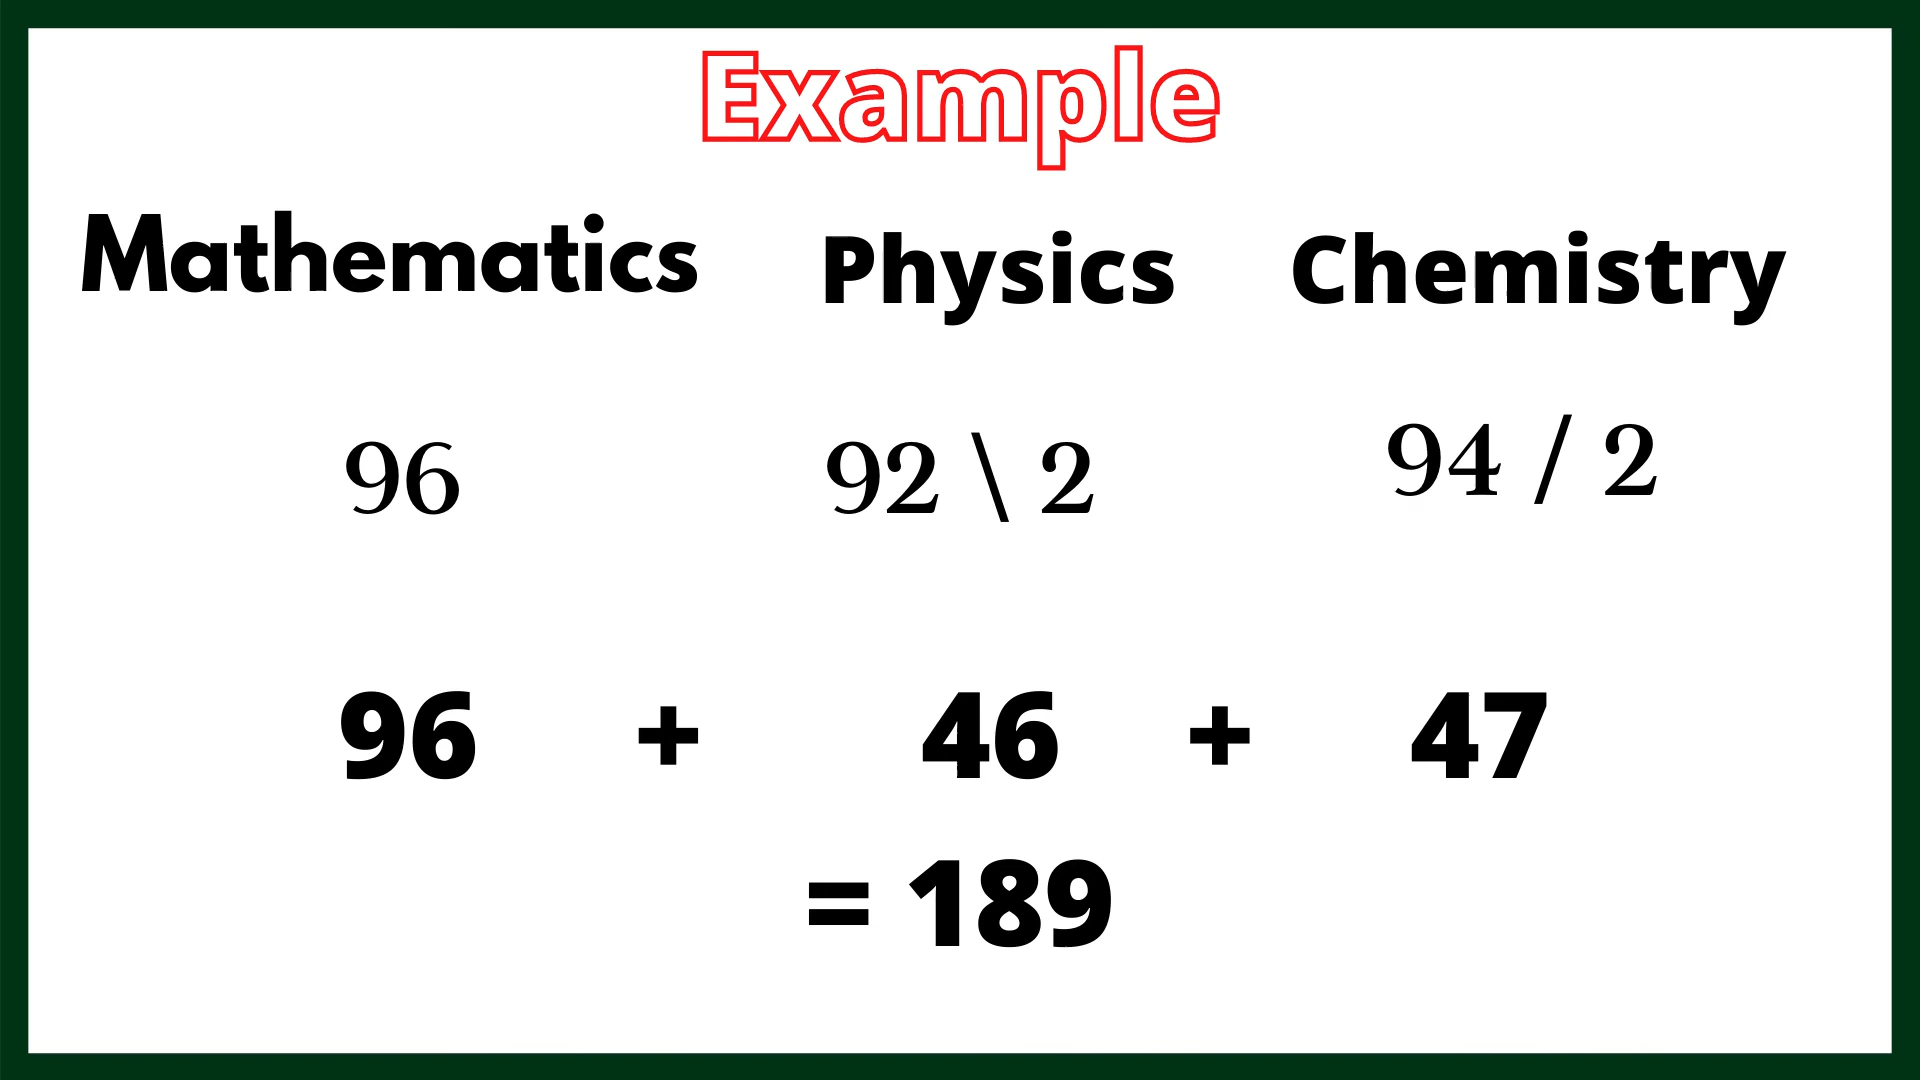 Example
Mathematics Physics Chemistry
96 92 \ 2 94 / 2
96 + 46 + 47
= 189